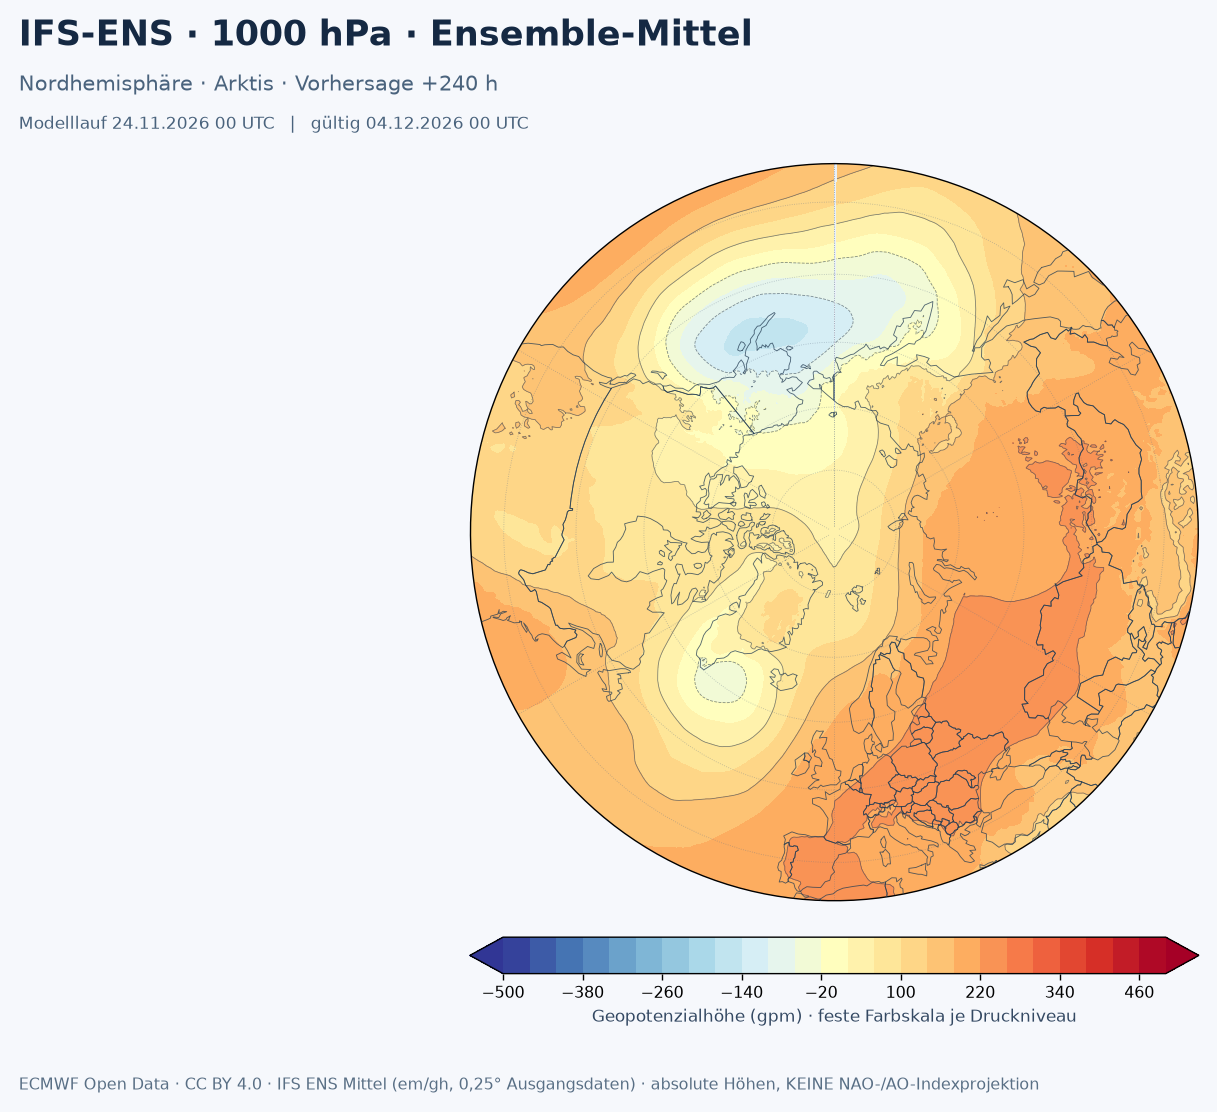 IFS-ENS · 1000 hPa · Ensemble-Mittel
Nordhemisphäre · Arktis · Vorhersage +240 h
Modelllauf 24.11.2026 00 UTC | gültig 04.12.2026 00 UTC
−500 −380 −260 −140 −20 100 220 340 460
Geopotenzialhöhe (gpm) · feste Farbskala je Druckniveau
ECMWF Open Data · CC BY 4.0 · IFS ENS Mittel (em/gh, 0,25° Ausgangsdaten) · absolute Höhen, KEINE NAO-/AO-Indexprojektion